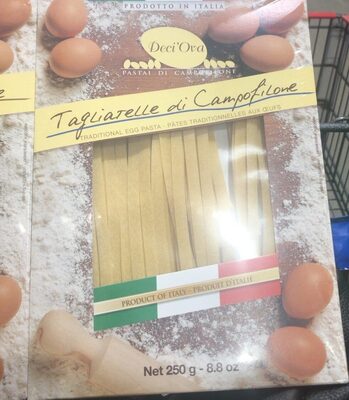 PRODOTTO IN ITALIA
Deci'Ova
PASTAI DI CAMPOFILONE
Tagliatelle di Campofilone
TRADITIONAL EGG PASTA - PÂTES TRADITIONNELLES AUX ŒUFS
PRODUCT OF ITALY - PRODUIT D'ITALIE
Net 250 g - 8.8 oz